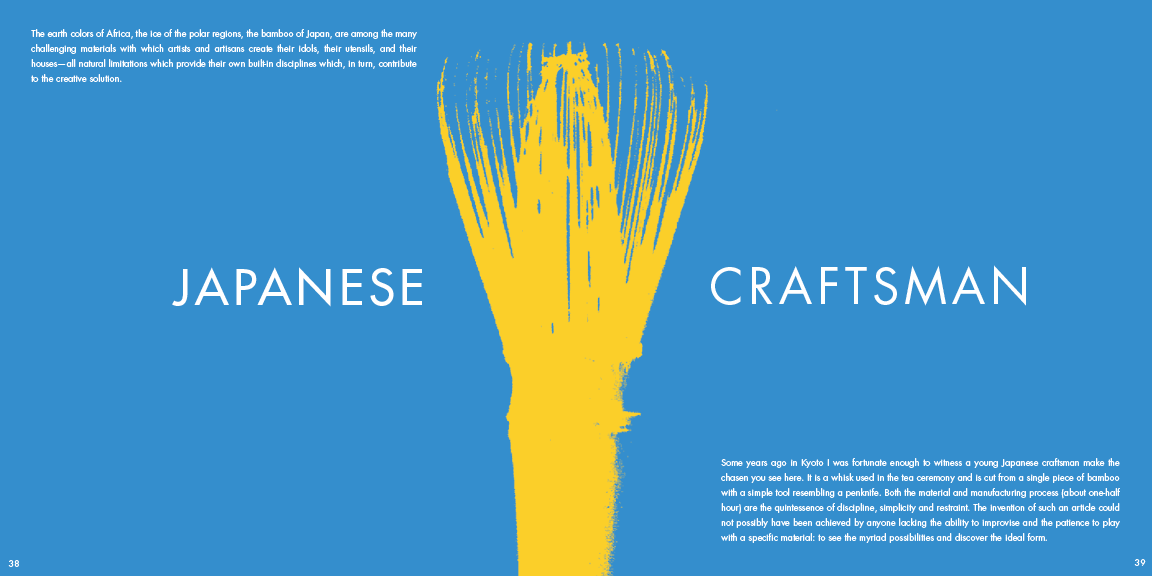 The earth colors of Africa, the ice of the polar regions, the bamboo of Japan, are among the many
challenging materials with which artists and artisans create their idols, their utensils, and their
houses—all natural limitations which provide their own built-in disciplines which, in turn, contribute
to the creative solution.
JAPANESE CRAFTSMAN
Some years ago in Kyoto I was fortunate enough to witness a young Japanese craftsman make the
chasen you see here. It is a whisk used in the tea ceremony and is cut from a single piece of bamboo
with a simple tool resembling a penknife. Both the material and manufacturing process (about one-half
hour) are the quintessence of discipline, simplicity and restraint. The invention of such an article could
not possibly have been achieved by anyone lacking the ability to improvise and the patience to play
with a specific material: to see the myriad possibilities and discover the ideal form.
38
39